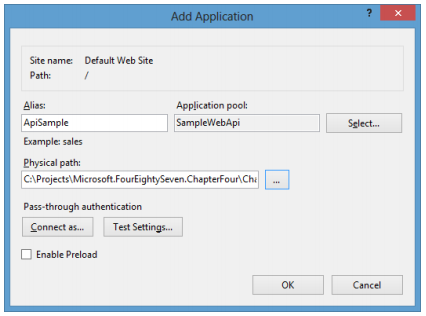 Add Application
?
Site name: Default Web Site
Path: /
Alias: Application pool:
ApiSample SampleWebApi Select...
Example: sales
Physical path:
C:\Projects\Microsoft.FourEightySeven.ChapterFour\Cha ...
Pass-through authentication
Connect as... Test Settings...
Enable Preload
OK Cancel